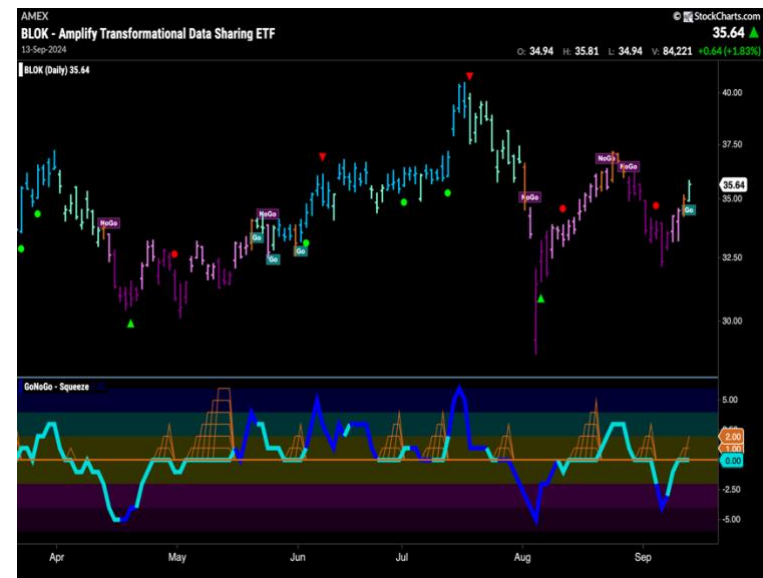 AMEX
© StockCharts.com
BLOK - Amplify Transformational Data Sharing ETF
35.64
13-Sep-2024
O: 34.94 H: 35.81 L: 34.94 V: 84,221 +0.64 (+1.83%)
BLOK (Daily) 35.64
40.00
37.50
35.64
35.00
32.50
30.00
NoGo
Go
NoGo
Go
Go
NoGo
NoGo
NoGo
Go
GoNoGo - Squeeze
5.00
2.00
1.00
0.00
-2.50
-5.00
Apr May Jun Jul Aug Sep